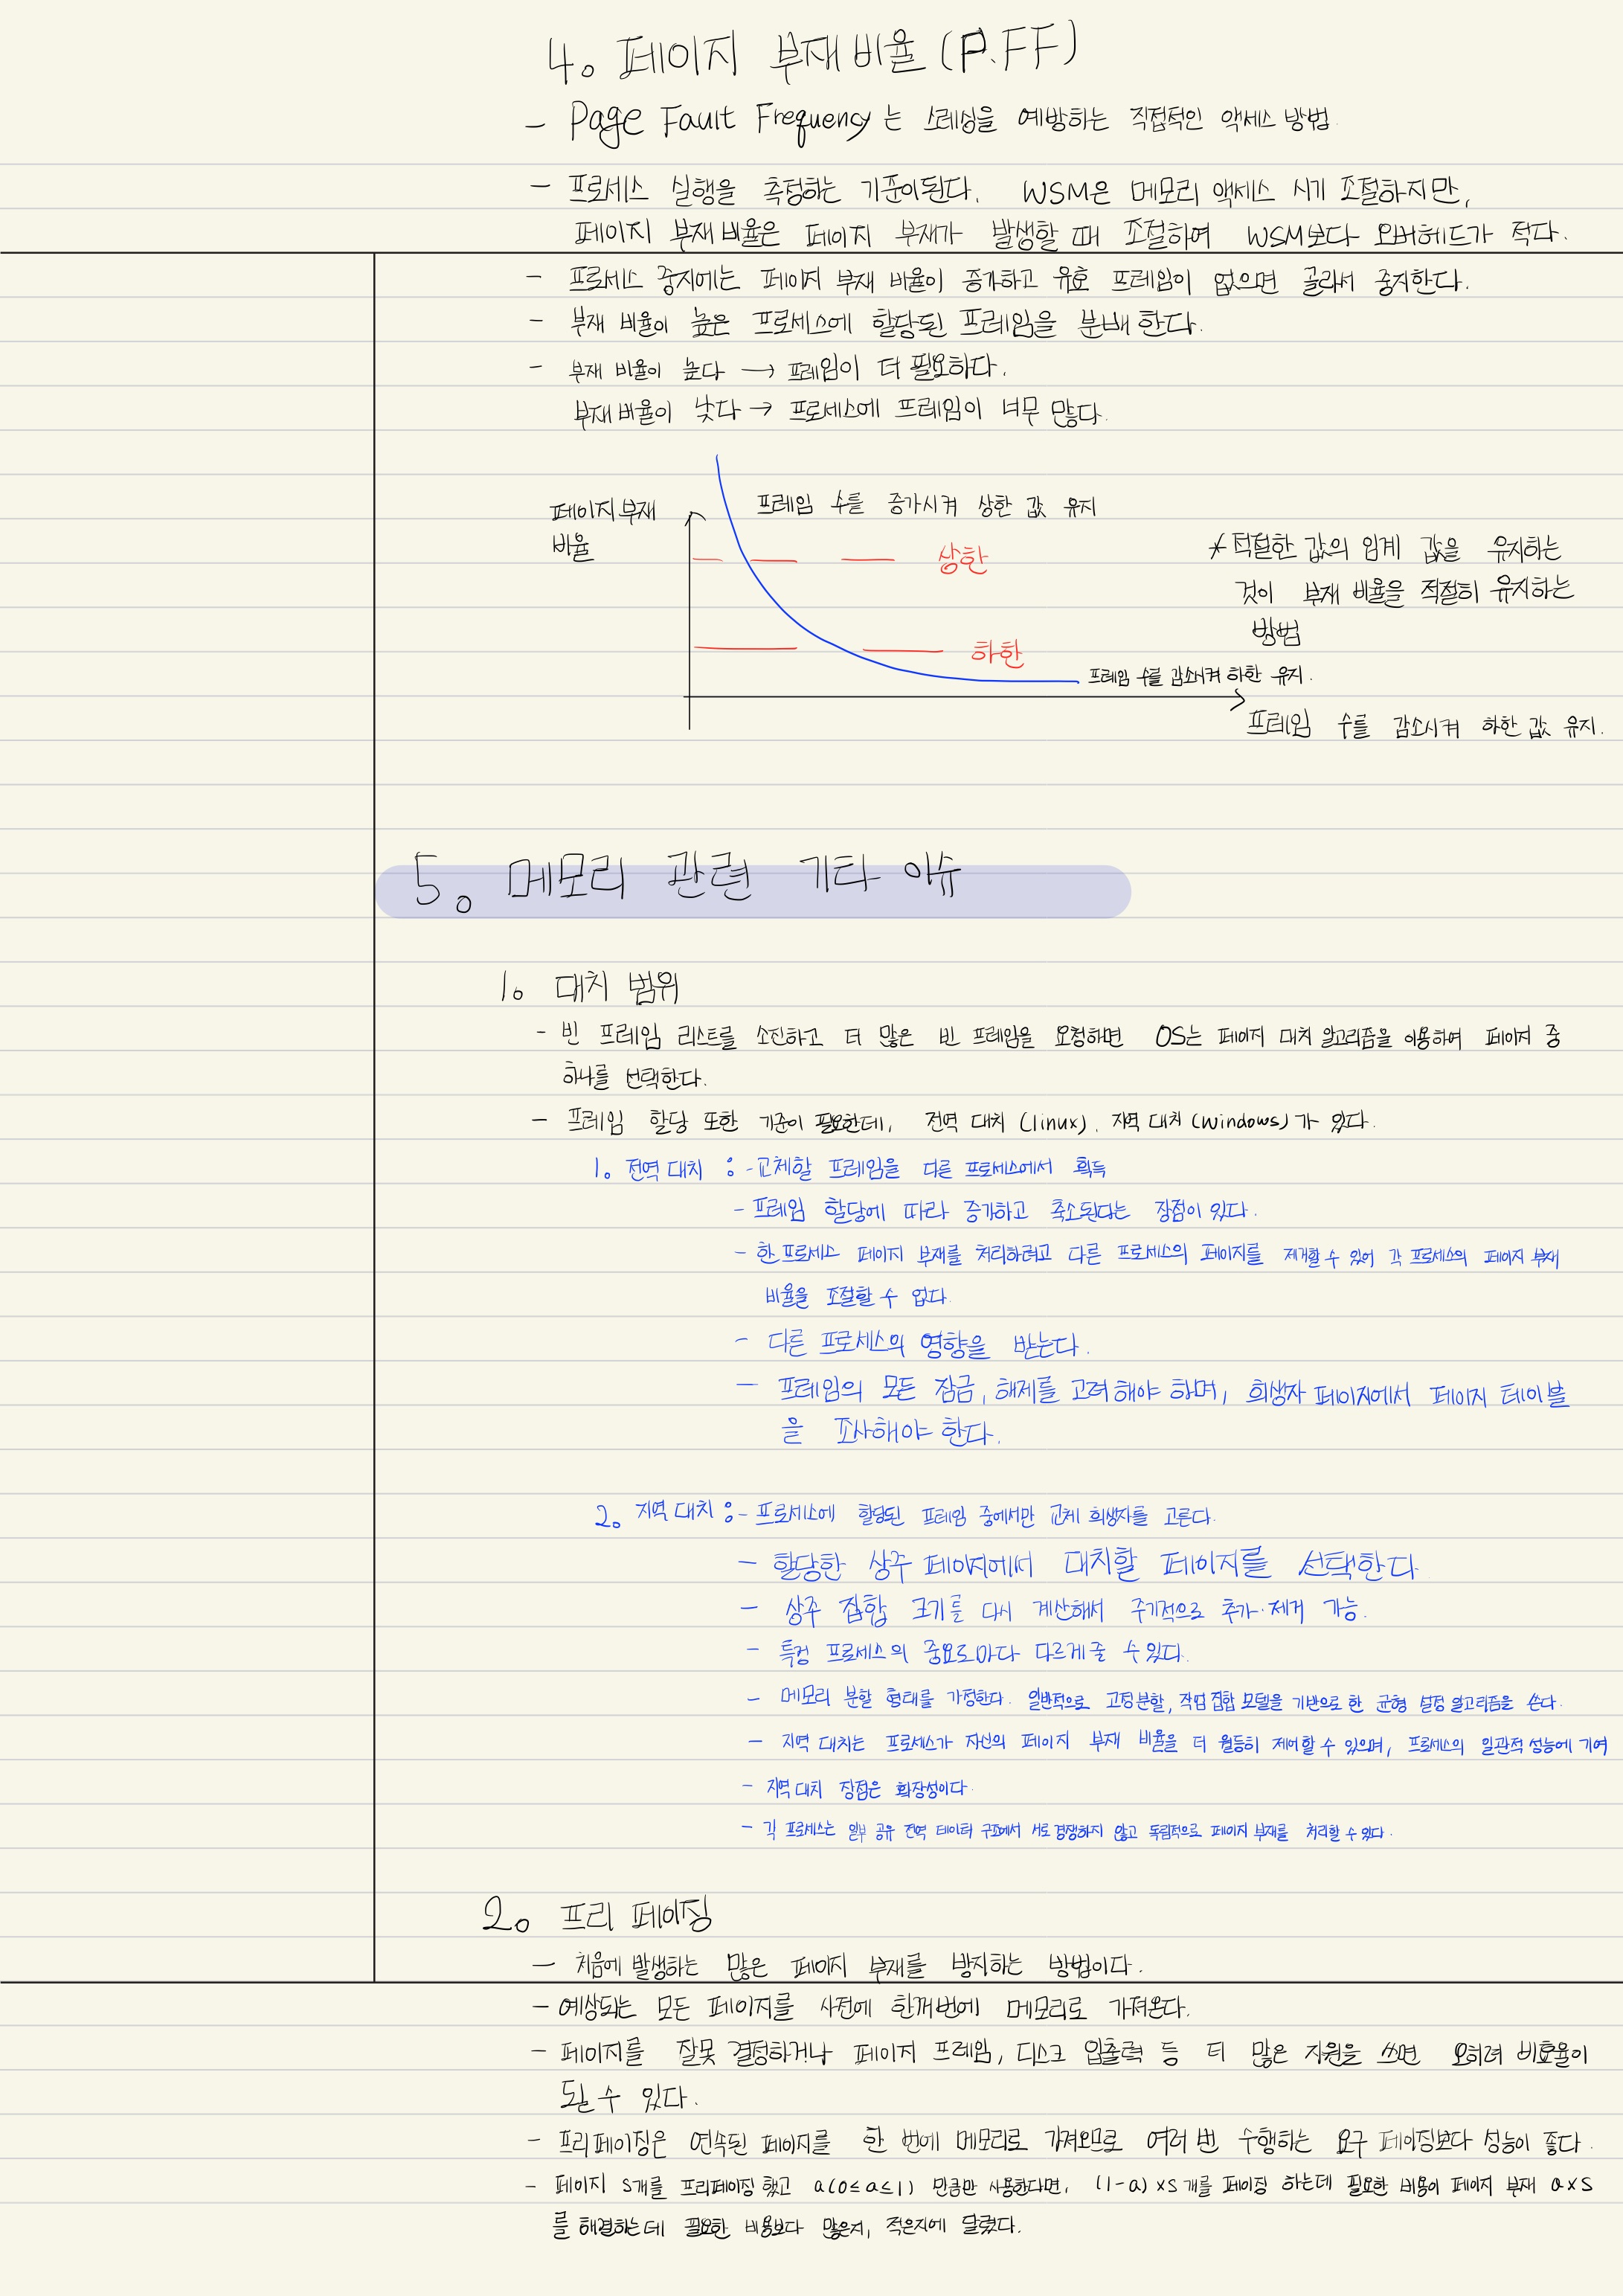 4. 페이지 부재 비율 (P.FF)
- Page Fault Frequency 는 스레싱을 예방하는 직접적인 액세스 방법.
- 프로세스 실행을 측정하는 기준이된다. WSM은 메모리 액세스 시기 조절하지만,
페이지 부재 비율은 페이지 부재가 발생할 때 조절하여 WSM보다 오버헤드가 적다.
- 프로세스 중지에는 페이지 부재 비율이 증가하고 유효 프레임이 없으면 골라서 중지한다.
- 부재 비율이 높은 프로세스에 할당된 프레임을 분배 한다.
- 부재 비율이 높다 → 프레임이 더 필요하다.
부재 비율이 낮다 → 프로세스에 프레임이 너무 많다.
페이지 부재
비율
프레임 수를 증가시켜 상한 값 유지
상한
하한
프레임 수를 감소시켜 하한 유지.
프레임 수를 감소시켜 하한 값 유지.
* 적절한 값의 임계 값을 유지하는
것이 부재 비율을 적절히 유지하는
방법
5. 메모리 관련 기타 이슈
1. 대치 범위
- 빈 프레임 리스트를 소진하고 더 많은 빈 프레임을 요청하면 OS는 페이지 대치 알고리즘을 이용하여 페이지 중
하나를 선택한다.
- 프레임 할당 또한 기준이 필요한데, 전역 대치 (linux), 지역 대치 (windows)가 있다.
1. 전역 대치 : - 교체할 프레임을 다른 프로세스에서 획득
- 프레임 할당에 따라 증가하고 축소된다는 장점이 있다.
- 한 프로세스 페이지 부재를 처리하려고 다른 프로세스의 페이지를 제거할 수 있어 각 프로세스의 페이지 부재
비율을 조절할 수 없다.
- 다른 프로세스의 영향을 받는다.
- 프레임의 모든 잠금, 해제를 고려해야 하며, 희생자 페이지에서 페이지 테이블
을 조사해야 한다.
2. 지역 대치 : - 프로세스에 할당된 프레임 중에서만 교체 희생자를 고른다.
- 할당한 상주 페이지에서 대치할 페이지를 선택한다
- 상주 집합 크기를 다시 계산해서 주기적으로 추가·제거 가능.
- 특정 프로세스의 중요도마다 다르게 줄 수 있다.
- 메모리 분할 형태를 가정한다. 일반적으로 고정분할, 작업 집합 모델을 기반으로 한 균형 설정 알고리즘을 쓴다.
- 지역 대치는 프로세스가 자신의 페이지 부재 비율을 더 월등히 제어할 수 있으며, 프로세스의 일관적 성능에 기여
- 지역 대치 장점은 확장성이다.
- 각 프로세스는 일부 공유 전역 데이터 구조에서 서로 경쟁하지 않고 독립적으로 페이지 부재를 처리할 수 있다.
2. 프리 페이징
- 처음에 발생하는 많은 페이지 부재를 방지하는 방법이다.
- 예상되는 모든 페이지를 사전에 한꺼번에 메모리로 가져온다.
- 페이지를 잘못 결정하거나 페이지 프레임, 디스크 입출력 등 더 많은 자원을 쓰면 오히려 비효율이
될 수 있다.
- 프리페이징은 연속된 페이지를 한 번에 메모리로 가져오므로 여러 번 수행하는 요구 페이징보다 성능이 좋다.
- 페이지 S개를 프리페이징 했고 a(0≤a≤1) 만큼만 사용한다면, (1-a)×S 개를 페이징 하는데 필요한 비용이 페이지 부재 a×S
를 해결하는데 필요한 비용보다 많은지, 적은지에 달렸다.